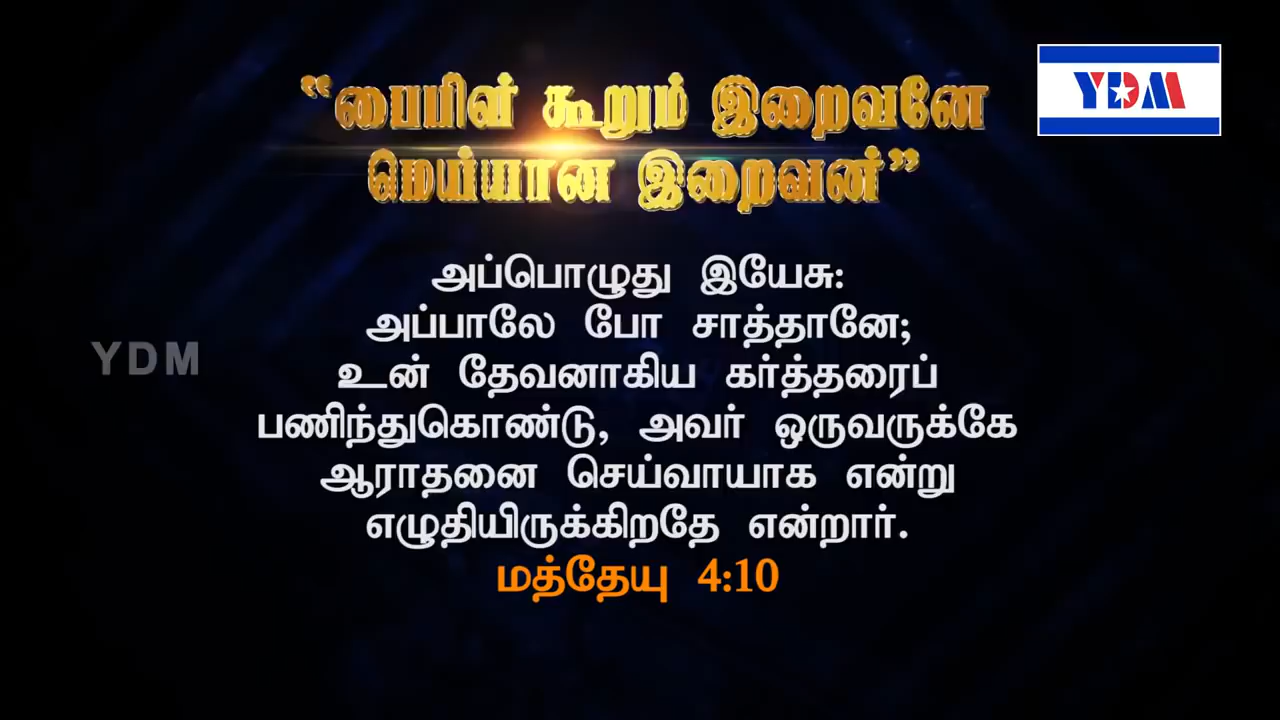 YDM
“பைபிள் கூறும் இறைவனே
மெய்யான இறைவன்”
அப்பொழுது இயேசு:
அப்பாலே போ சாத்தானே;
உன் தேவனாகிய கர்த்தரைப்
பணிந்துகொண்டு, அவர் ஒருவருக்கே
ஆராதனை செய்வாயாக என்று
எழுதியிருக்கிறதே என்றார்.
மத்தேயு 4:10
YDM